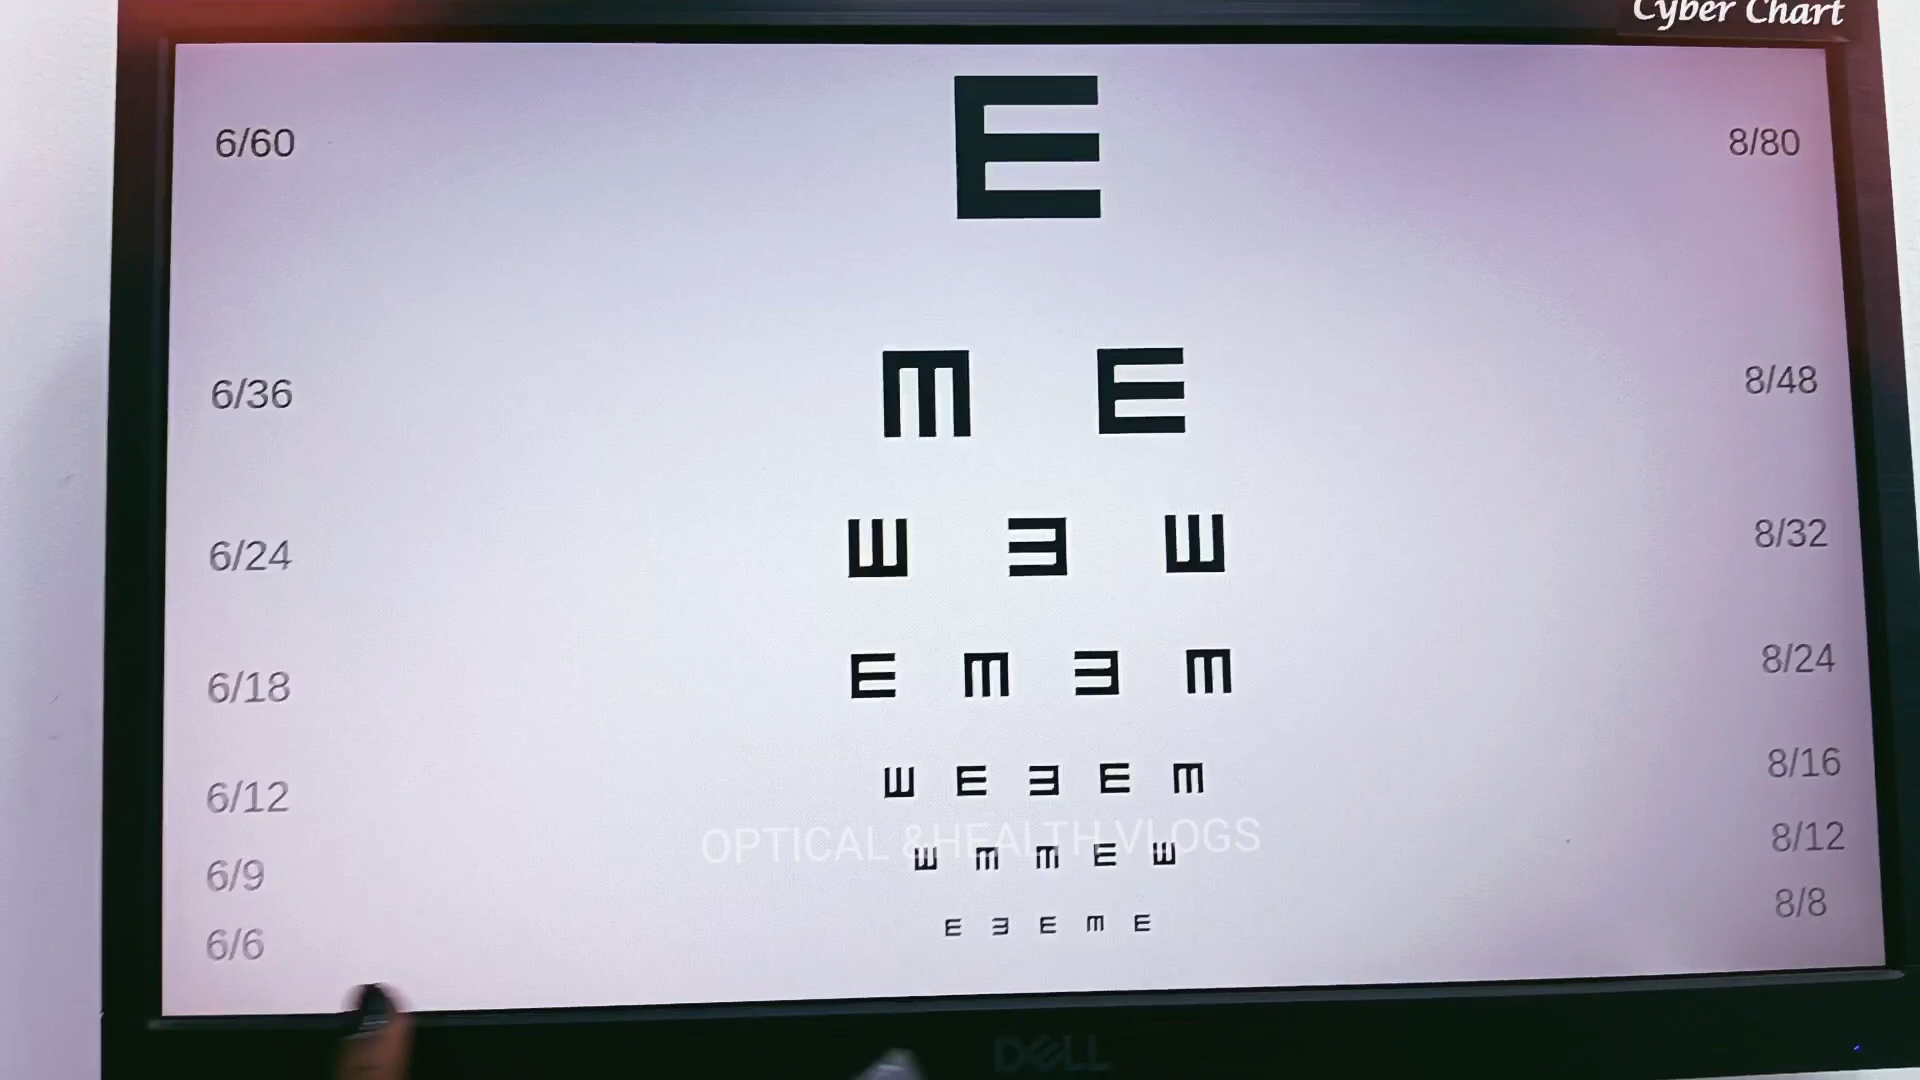 Cyber Chart
6/60 E 8/80
6/36 m E 8/48
6/24 ш Ǝ ш 8/32
6/18 E m Ǝ m 8/24
6/12 ш E Ǝ E m 8/16
OPTICAL &HEALTH VLOGS
6/9 ш m m E ш 8/12
6/6 E Ǝ E m E 8/8
DELL